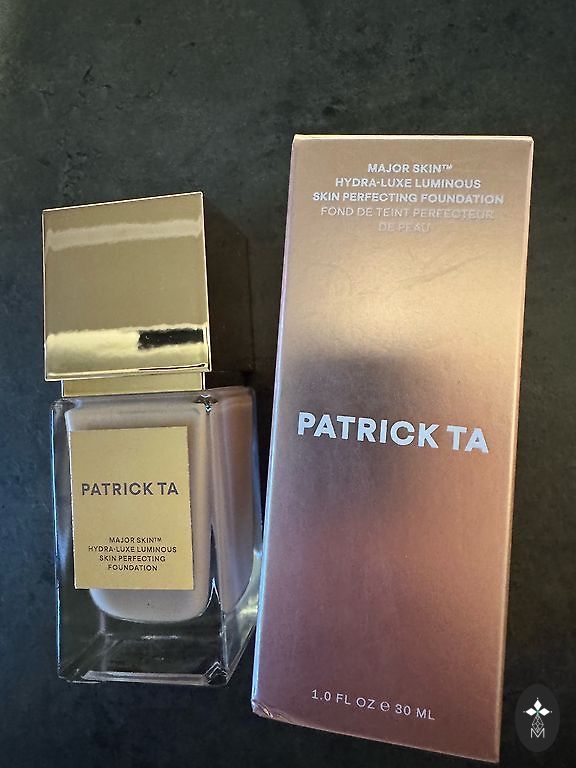 MAJOR SKIN™
HYDRA-LUXE LUMINOUS
SKIN PERFECTING FOUNDATION
FOND DE TEINT PERFECTEUR
DE PEAU
PATRICK TA
1.0 FL OZ ℮ 30 ML
PATRICK TA
MAJOR SKIN™
HYDRA-LUXE LUMINOUS
SKIN PERFECTING
FOUNDATION
M